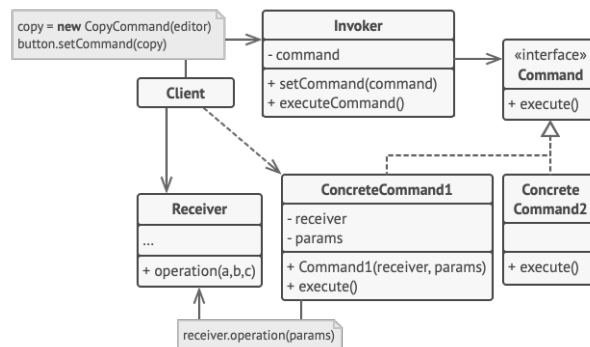 copy = new CopyCommand(editor)
button.setCommand(copy)
Invoker
- command
+ setCommand(command)
+ executeCommand()
«interface»
Command
+ execute()
Client
Receiver
...
+ operation(a,b,c)
ConcreteCommand1
- receiver
- params
+ Command1(receiver, params)
+ execute()
Concrete
Command2
+ execute()
receiver.operation(params)